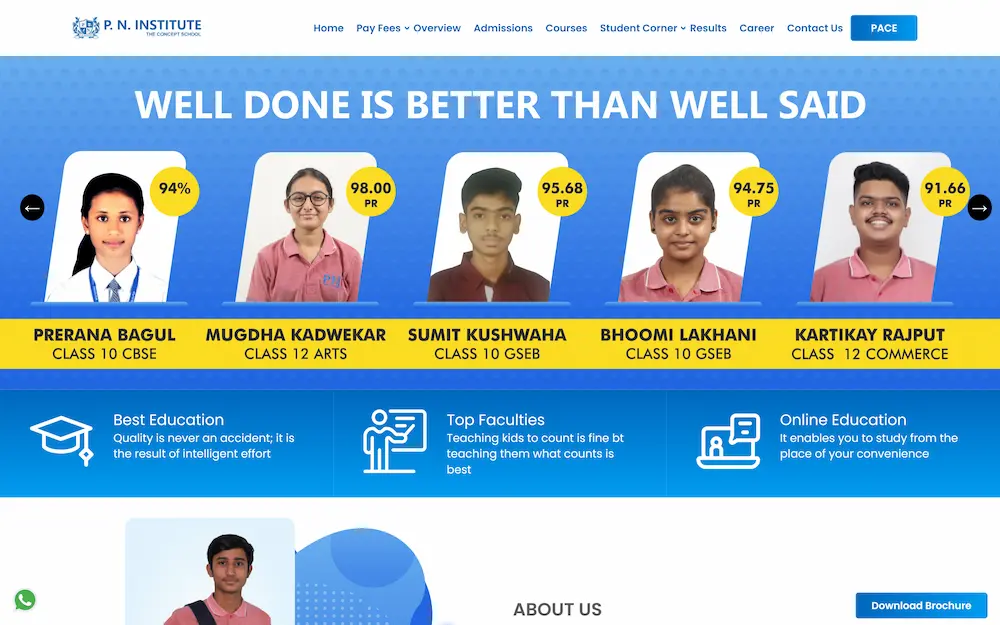 P. N. INSTITUTE
THE CONCEPT SCHOOL
Home Pay Fees Overview Admissions Courses Student Corner Results Career Contact Us PACE
WELL DONE IS BETTER THAN WELL SAID
94%
98.00
PR
95.68
PR
94.75
PR
91.66
PR
PRERANA BAGUL
CLASS 10 CBSE
MUGDHA KADWEKAR
CLASS 12 ARTS
SUMIT KUSHWAHA
CLASS 10 GSEB
BHOOMI LAKHANI
CLASS 10 GSEB
KARTIKAY RAJPUT
CLASS 12 COMMERCE
Best Education
Quality is never an accident; it is
the result of intelligent effort
Top Faculties
Teaching kids to count is fine bt
teaching them what counts is
best
Online Education
It enables you to study from the
place of your convenience
ABOUT US
Download Brochure